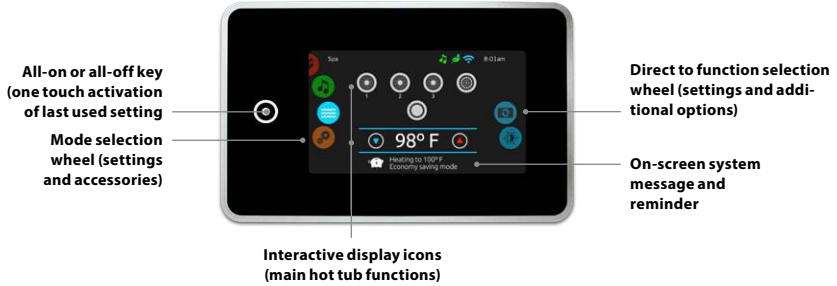 All-on or all-off key
(one touch activation
of last used setting
Mode selection
wheel (settings
and accessories)
Spa
8:01am
1 2 3
98° F
Heating to 100° F
Economy saving mode
Direct to function selection
wheel (settings and addi-
tional options)
On-screen system
message and
reminder
Interactive display icons
(main hot tub functions)